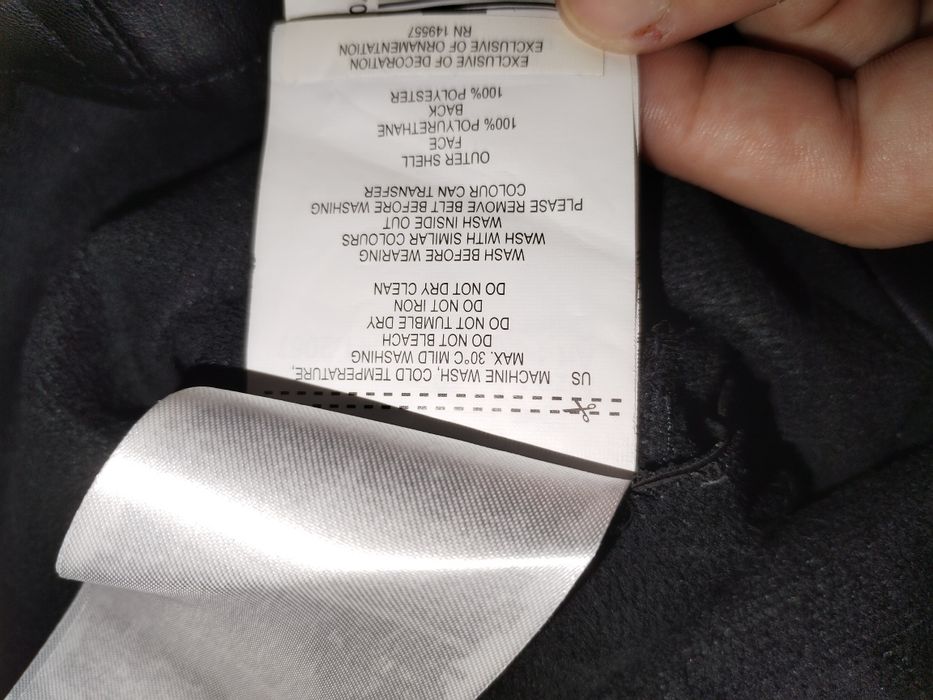 US MACHINE WASH, COLD TEMPERATURE,
MAX. 30°C MILD WASHING
DO NOT BLEACH
DO NOT TUMBLE DRY
DO NOT IRON
DO NOT DRY CLEAN
WASH BEFORE WEARING
WASH WITH SIMILAR COLOURS
WASH INSIDE OUT
PLEASE REMOVE BELT BEFORE WASHING
COLOUR CAN TRANSFER
OUTER SHELL
FACE
100% POLYURETHANE
BACK
100% POLYESTER
EXCLUSIVE OF DECORATION
EXCLUSIVE OF ORNAMENTATION
RN 149557